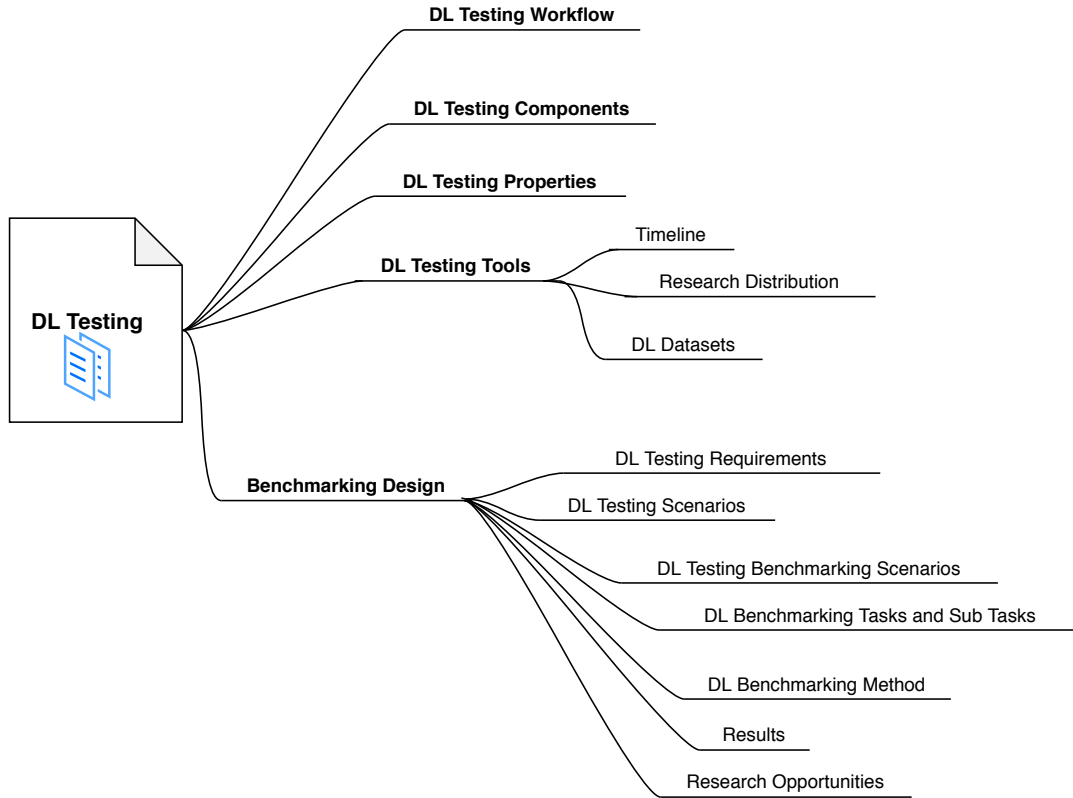 DL Testing
DL Testing Workflow
DL Testing Components
DL Testing Properties
DL Testing Tools
Timeline
Research Distribution
DL Datasets
Benchmarking Design
DL Testing Requirements
DL Testing Scenarios
DL Testing Benchmarking Scenarios
DL Benchmarking Tasks and Sub Tasks
DL Benchmarking Method
Results
Research Opportunities